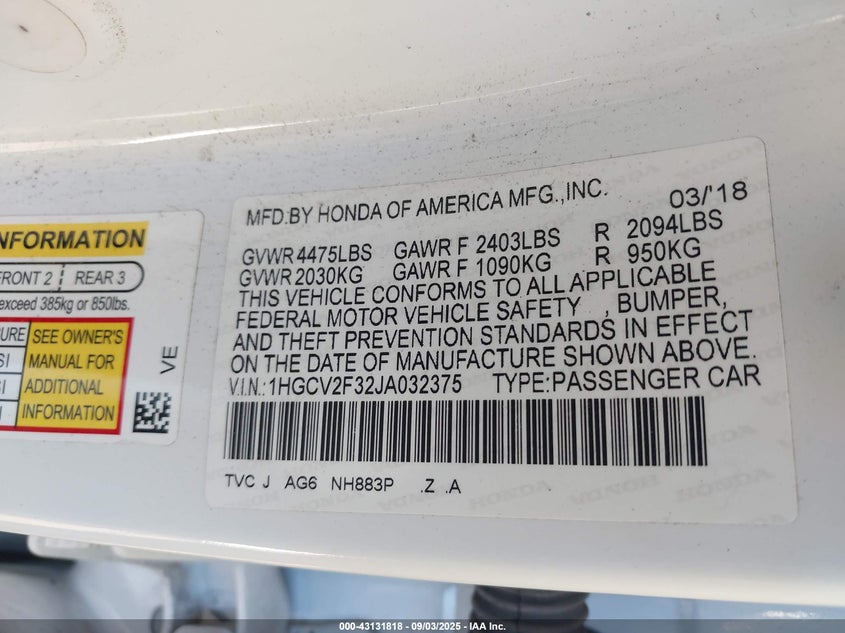 INFORMATION
FRONT 2 REAR 3
exceed 385kg or 850lbs.
SEE OWNER'S
MANUAL FOR
ADDITIONAL
INFORMATION
VE
MFD.BY HONDA OF AMERICA MFG.,INC. 03/'18
GVWR 4475LBS GAWR F 2403LBS R 2094LBS
GVWR 2030KG GAWR F 1090KG R 950KG
THIS VEHICLE CONFORMS TO ALL APPLICABLE
FEDERAL MOTOR VEHICLE SAFETY , BUMPER,
AND THEFT PREVENTION STANDARDS IN EFFECT
ON THE DATE OF MANUFACTURE SHOWN ABOVE.
V.I.N.:1HGCV2F32JA032375 TYPE:PASSENGER CAR
TVC J AG6 NH883P .Z .A
000-43131818 - 09/03/2025 - IAA Inc.